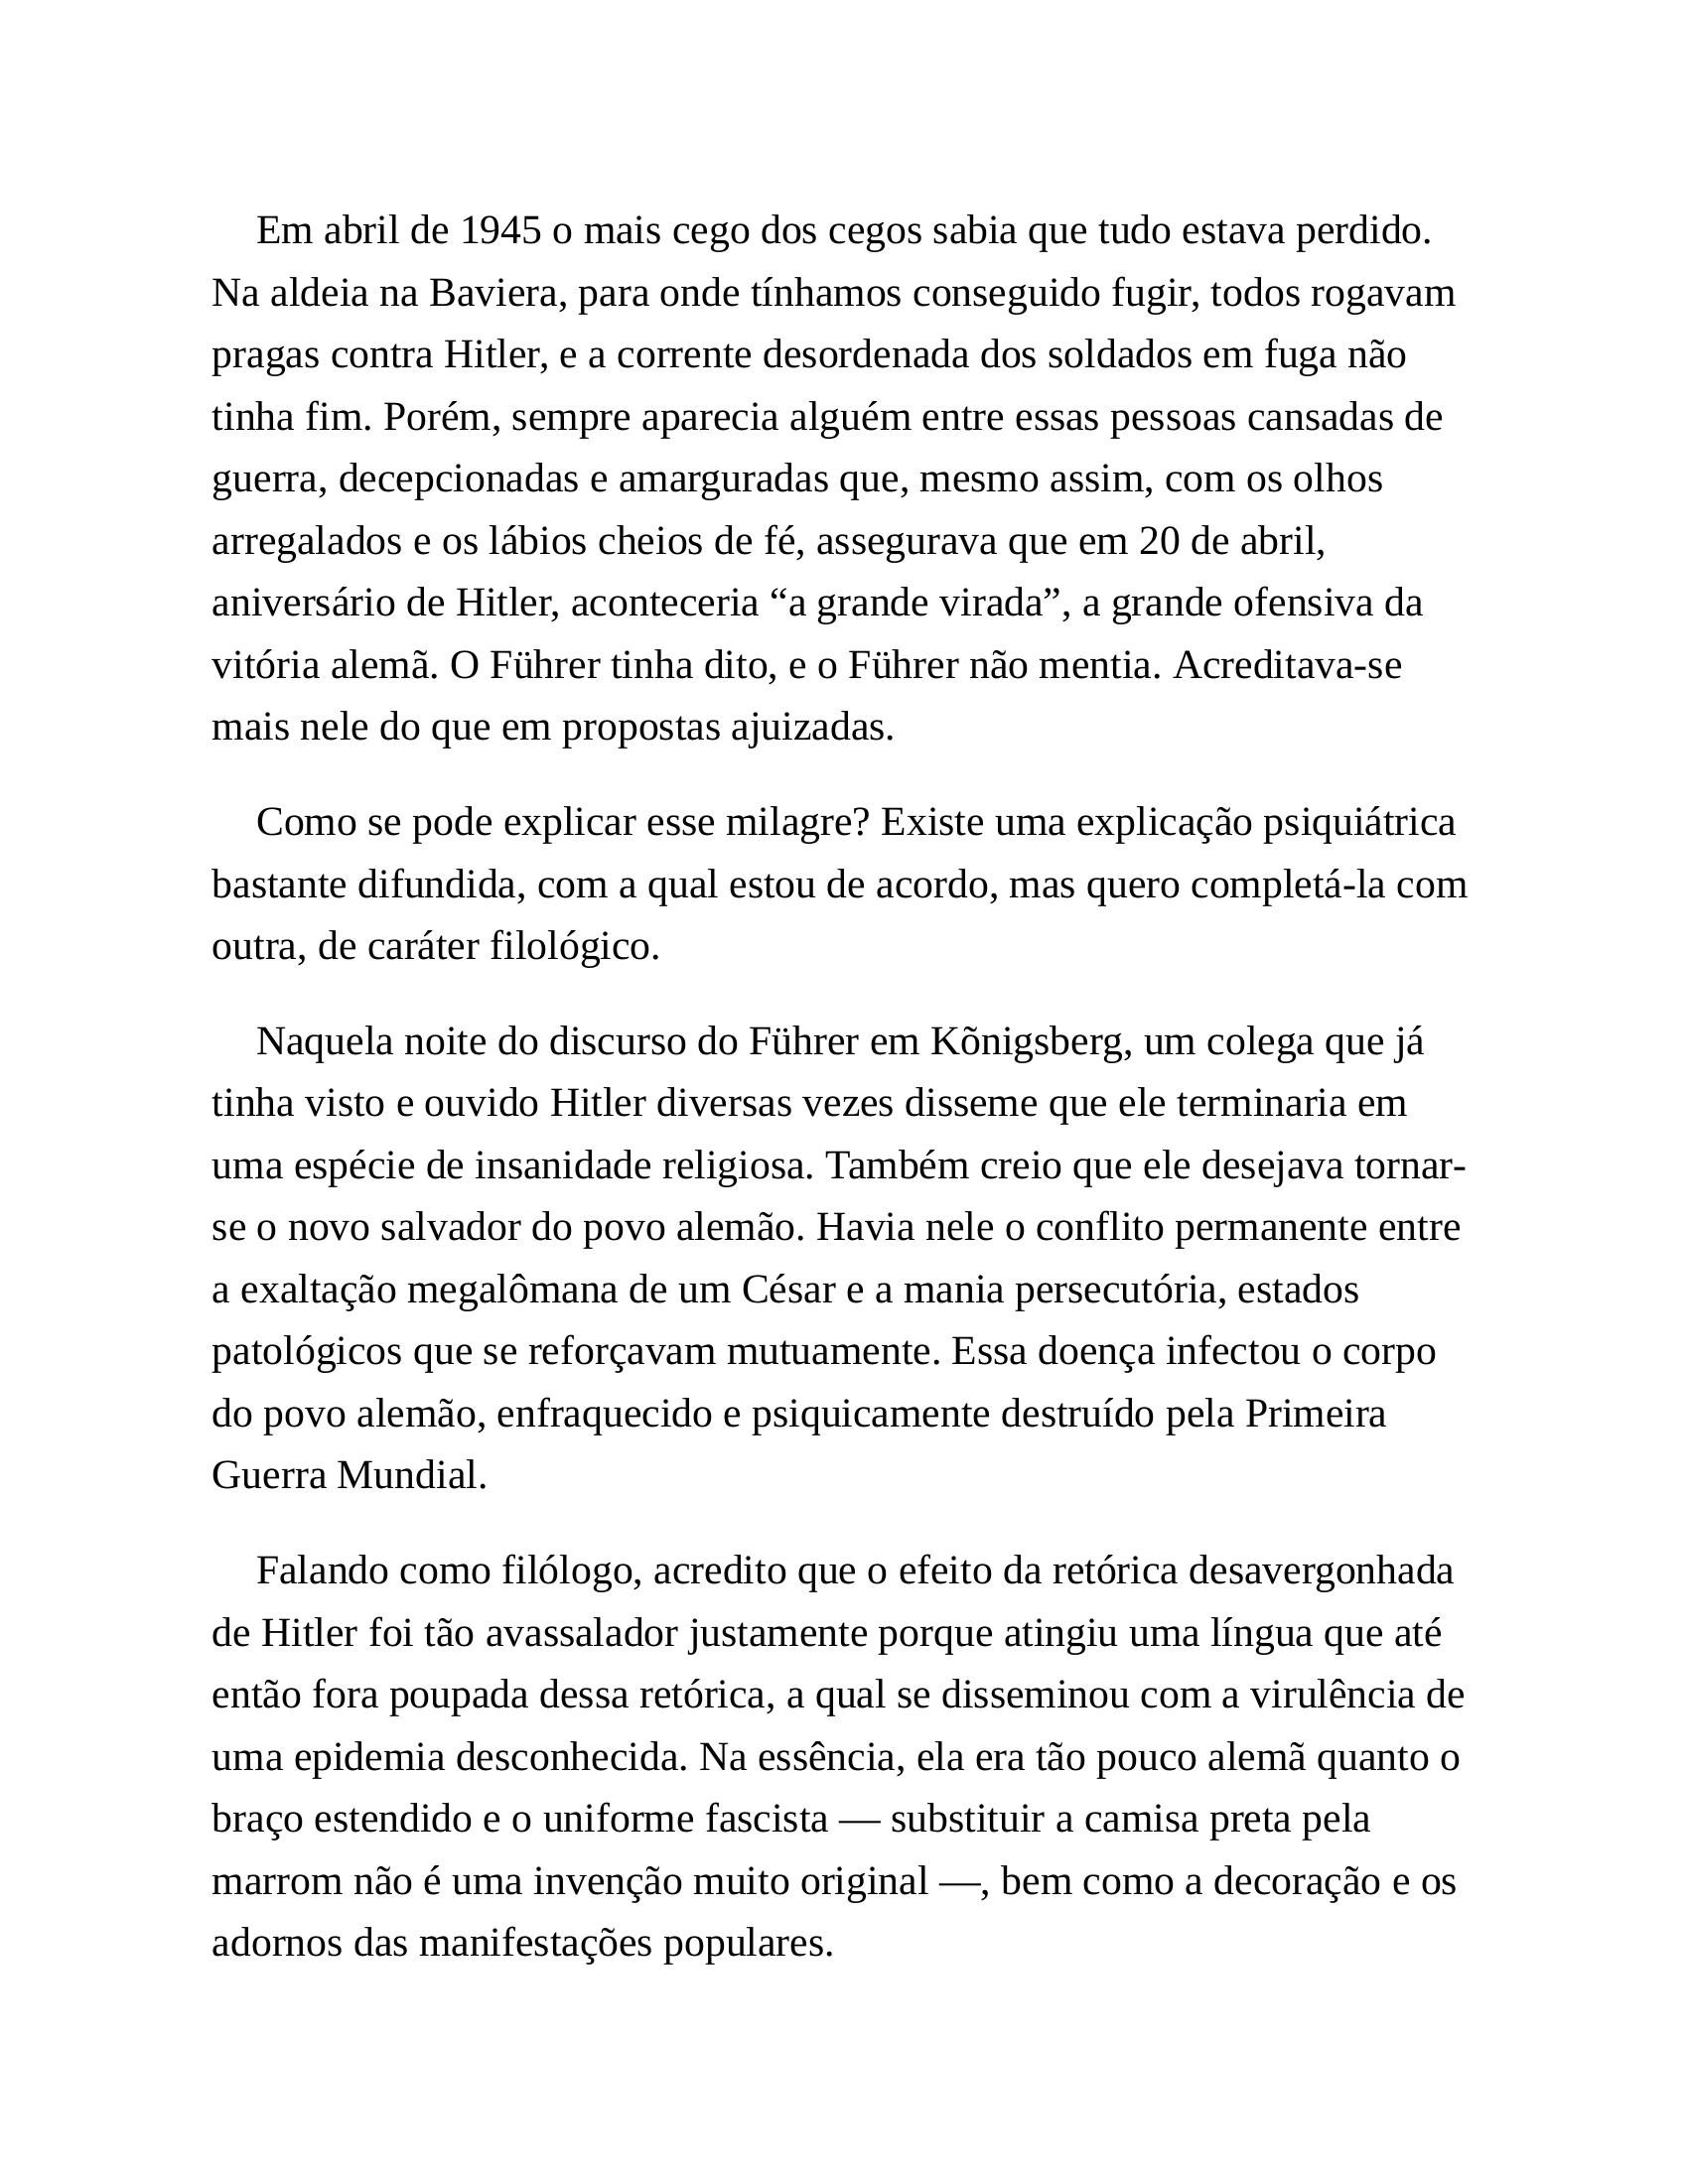 Em abril de 1945 o mais cego dos cegos sabia que tudo estava perdido.
Na aldeia na Baviera, para onde tínhamos conseguido fugir, todos rogavam
pragas contra Hitler, e a corrente desordenada dos soldados em fuga não
tinha fim. Porém, sempre aparecia alguém entre essas pessoas cansadas de
guerra, decepcionadas e amarguradas que, mesmo assim, com os olhos
arregalados e os lábios cheios de fé, assegurava que em 20 de abril,
aniversário de Hitler, aconteceria “a grande virada”, a grande ofensiva da
vitória alemã. O Führer tinha dito, e o Führer não mentia. Acreditava-se
mais nele do que em propostas ajuizadas.
Como se pode explicar esse milagre? Existe uma explicação psiquiátrica
bastante difundida, com a qual estou de acordo, mas quero completá-la com
outra, de caráter filológico.
Naquela noite do discurso do Führer em Kõnigsberg, um colega que já
tinha visto e ouvido Hitler diversas vezes disseme que ele terminaria em
uma espécie de insanidade religiosa. Também creio que ele desejava tornar-
se o novo salvador do povo alemão. Havia nele o conflito permanente entre
a exaltação megalômana de um César e a mania persecutória, estados
patológicos que se reforçavam mutuamente. Essa doença infectou o corpo
do povo alemão, enfraquecido e psiquicamente destruído pela Primeira
Guerra Mundial.
Falando como filólogo, acredito que o efeito da retórica desavergonhada
de Hitler foi tão avassalador justamente porque atingiu uma língua que até
então fora poupada dessa retórica, a qual se disseminou com a virulência de
uma epidemia desconhecida. Na essência, ela era tão pouco alemã quanto o
braço estendido e o uniforme fascista — substituir a camisa preta pela
marrom não é uma invenção muito original —, bem como a decoração e os
adornos das manifestações populares.